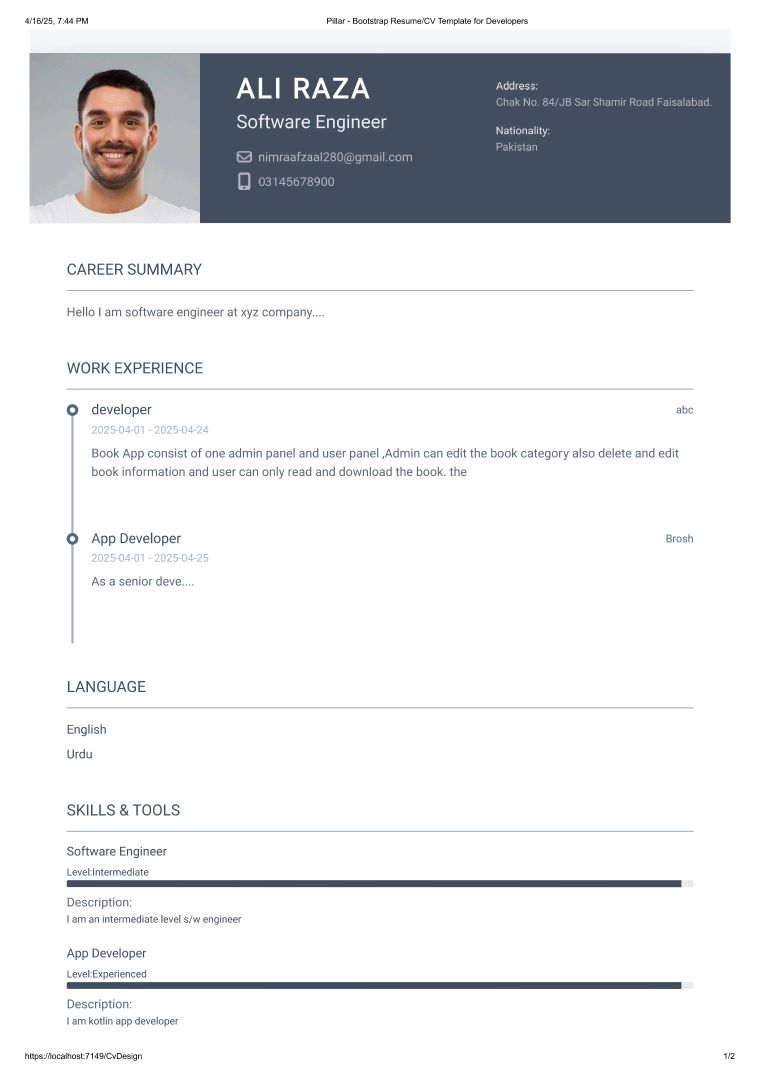 4/16/25, 7:44 PM
Pillar - Bootstrap Resume/CV Template for Developers
ALI RAZA
Software Engineer
nimraafzaal280@gmail.com
03145678900
Address:
Chak No. 84/JB Sar Shamir Road Faisalabad.
Nationality:
Pakistan
CAREER SUMMARY
Hello I am software engineer at xyz company....
WORK EXPERIENCE
developer
abc
2025-04-01 - 2025-04-24
Book App consist of one admin panel and user panel ,Admin can edit the book category also delete and edit
book information and user can only read and download the book. the
App Developer
Brosh
2025-04-01 - 2025-04-25
As a senior deve....
LANGUAGE
English
Urdu
SKILLS & TOOLS
Software Engineer
Level:Intermediate
Description:
I am an intermediate level s/w engineer
App Developer
Level:Experienced
Description:
I am kotlin app developer
https://localhost:7149/CvDesign
1/2